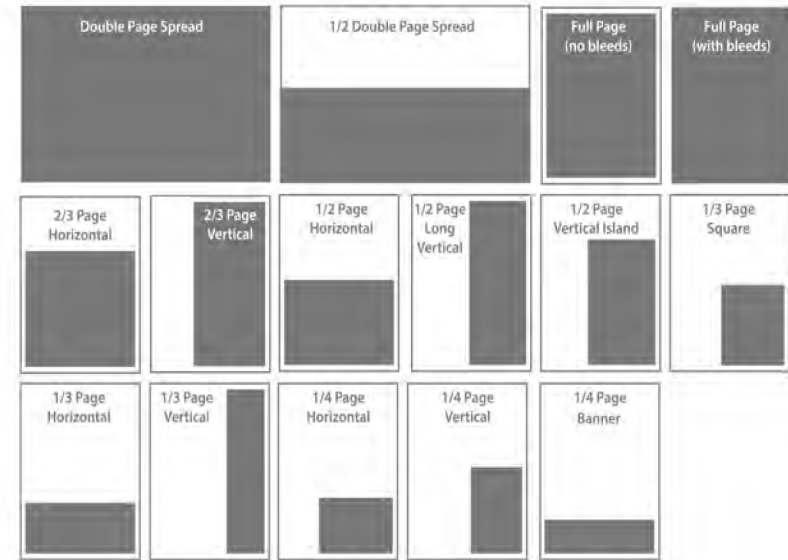 Double Page Spread
1/2 Double Page Spread
Full Page
(no bleeds)
Full Page
(with bleeds)
2/3 Page
Horizontal
2/3 Page
Vertical
1/2 Page
Horizontal
1/2 Page
Long
Vertical
1/2 Page
Vertical Island
1/3 Page
Square
1/3 Page
Horizontal
1/3 Page
Vertical
1/4 Page
Horizontal
1/4 Page
Vertical
1/4 Page
Banner